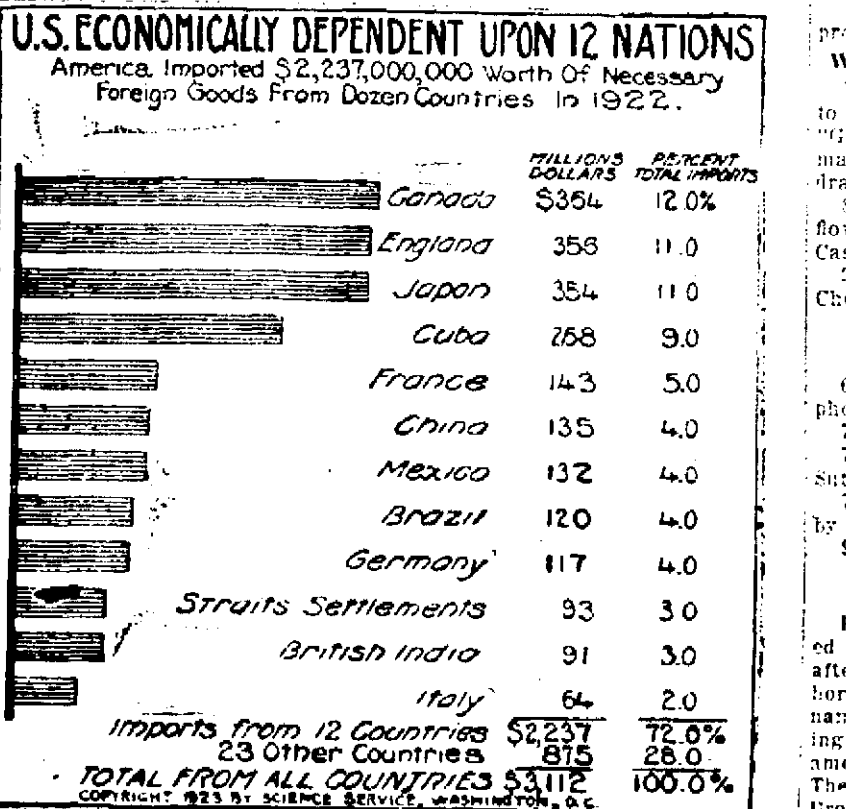 U.S. ECONOMICALLY DEPENDENT UPON 12 NATIONS
America Imported $2,237,000,000 Worth Of Necessary
Foreign Goods From Dozen Countries In 1922.
MILLIONS DOLLARS PERCENT TOTAL IMPORTS
Canada $364 12.0%
England 356 11.0
Japan 354 11.0
Cuba 268 9.0
France 143 5.0
China 135 4.0
Mexico 132 4.0
Brazil 120 4.0
Germany 117 4.0
Straits Settlements 93 3.0
British India 91 3.0
Italy 64 2.0
Imports from 12 Countries $2,237 72.0%
23 Other Countries 875 28.0
TOTAL FROM ALL COUNTRIES $3,112 100.0%
COPYRIGHT 1923 BY SCIENCE SERVICE, WASHINGTON, D.C.